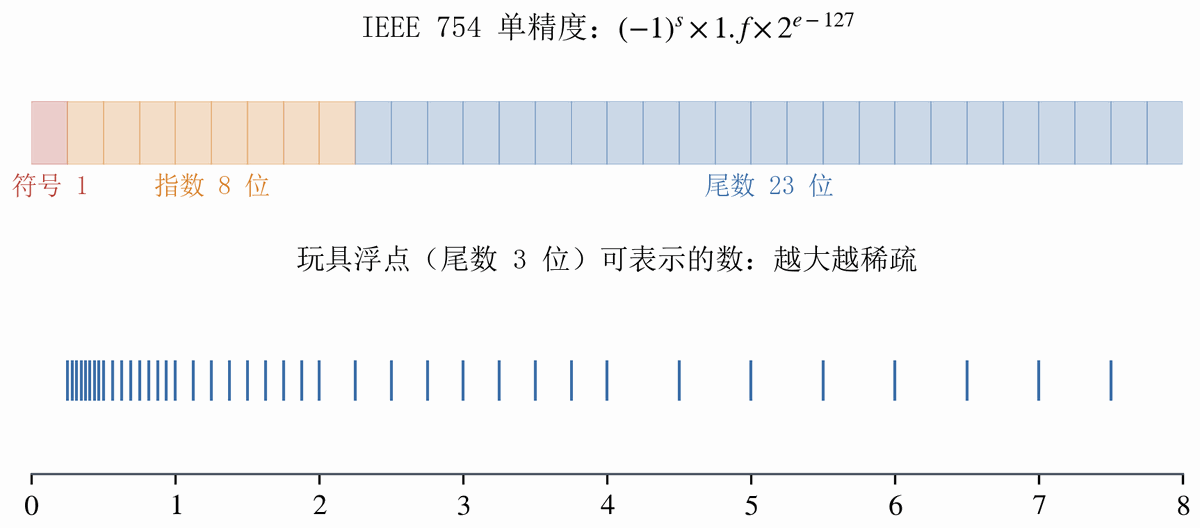 IEEE 754 单精度：(−1)^s × 1.f × 2^{e−127}
符号 1 指数 8 位 尾数 23 位
玩具浮点（尾数 3 位）可表示的数：越大越稀疏
0 1 2 3 4 5 6 7 8